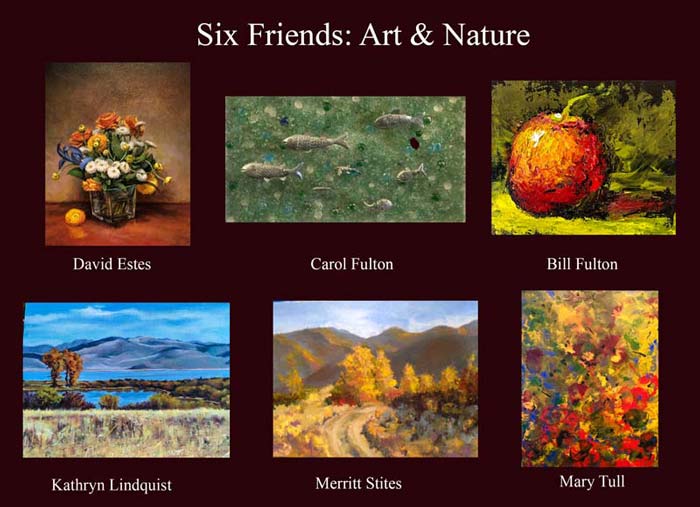 Six Friends: Art & Nature
David Estes
Carol Fulton
Bill Fulton
Kathryn Lindquist
Merritt Stites
Mary Tull